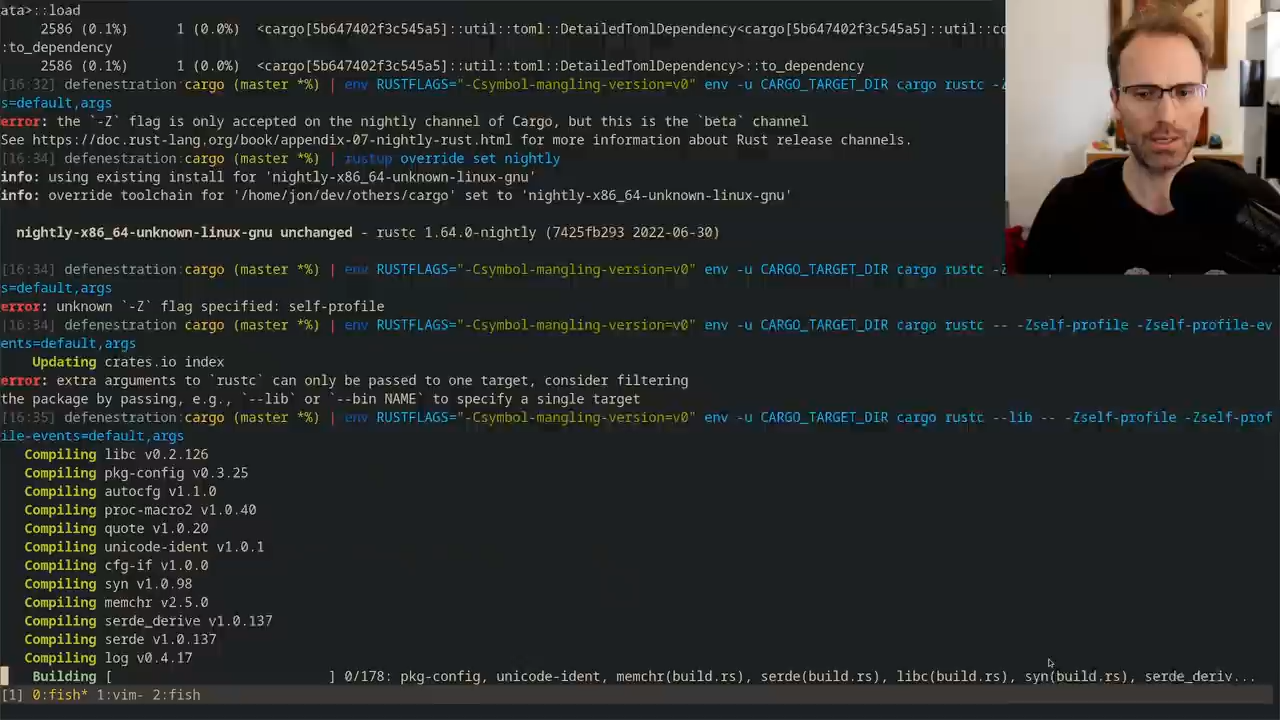 ata>::load
2586 (0.1%)      1 (0.0%)  <cargo[5b647402f3c545a5]::util::toml::DetailedTomlDependency<cargo[5b647402f3c545a5]::util::co
:to_dependency
2586 (0.1%)      1 (0.0%)  <cargo[5b647402f3c545a5]::util::toml::DetailedTomlDependency>::to_dependency
[16:32] defenestration:cargo (master *%) | env RUSTFLAGS="-Csymbol-mangling-version=v0" env -u CARGO_TARGET_DIR cargo rustc -Z
s=default,args
error: the `-Z` flag is only accepted on the nightly channel of Cargo, but this is the `beta` channel
See https://doc.rust-lang.org/book/appendix-07-nightly-rust.html for more information about Rust release channels.
[16:34] defenestration:cargo (master *%) | rustup override set nightly
info: using existing install for 'nightly-x86_64-unknown-linux-gnu'
info: override toolchain for '/home/jon/dev/others/cargo' set to 'nightly-x86_64-unknown-linux-gnu'
nightly-x86_64-unknown-linux-gnu unchanged - rustc 1.64.0-nightly (7425fb293 2022-06-30)
[16:34] defenestration:cargo (master *%) | env RUSTFLAGS="-Csymbol-mangling-version=v0" env -u CARGO_TARGET_DIR cargo rustc -Z
s=default,args
error: unknown `-Z` flag specified: self-profile
[16:34] defenestration:cargo (master *%) | env RUSTFLAGS="-Csymbol-mangling-version=v0" env -u CARGO_TARGET_DIR cargo rustc -- -Zself-profile -Zself-profile-ev
ents=default,args
Updating crates.io index
error: extra arguments to `rustc` can only be passed to one target, consider filtering
the package by passing, e.g., `--lib` or `--bin NAME` to specify a single target
[16:35] defenestration:cargo (master *%) | env RUSTFLAGS="-Csymbol-mangling-version=v0" env -u CARGO_TARGET_DIR cargo rustc --lib -- -Zself-profile -Zself-prof
ile-events=default,args
Compiling libc v0.2.126
Compiling pkg-config v0.3.25
Compiling autocfg v1.1.0
Compiling proc-macro2 v1.0.40
Compiling quote v1.0.20
Compiling unicode-ident v1.0.1
Compiling cfg-if v1.0.0
Compiling syn v1.0.98
Compiling memchr v2.5.0
Compiling serde_derive v1.0.137
Compiling serde v1.0.137
Compiling log v0.4.17
Building [                           ] 0/178: pkg-config, unicode-ident, memchr(build.rs), serde(build.rs), libc(build.rs), syn(build.rs), serde_deriv...
[1] 0:fish* 1:vim- 2:fish